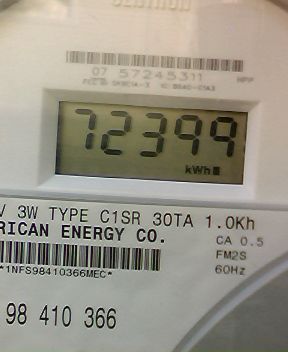 CENTRON
07 57245311
72399
kWh
V 3W TYPE C1SR 30TA 1.0Kh
RICAN ENERGY CO.
CA 0.5
FM2S
60Hz
*1NFS98410366MEC*
98 410 366